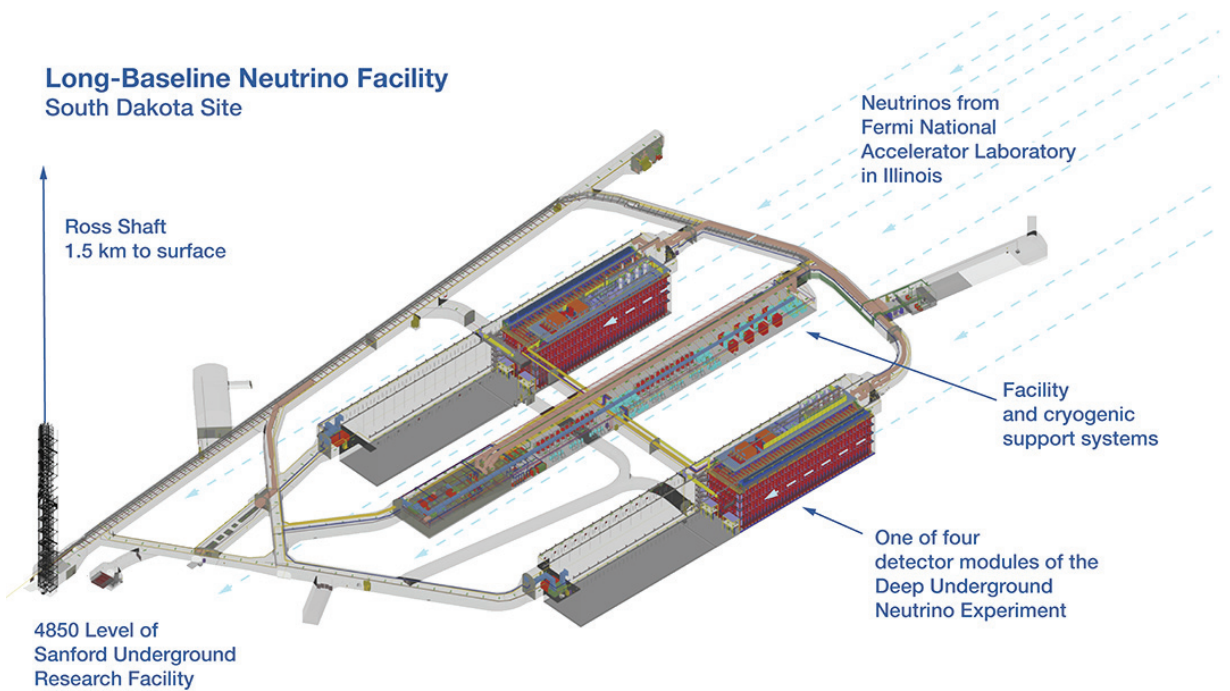 Long-Baseline Neutrino Facility
South Dakota Site
Neutrinos from
Fermi National
Accelerator Laboratory
in Illinois
Ross Shaft
1.5 km to surface
Facility
and cryogenic
support systems
One of four
detector modules of the
Deep Underground
Neutrino Experiment
4850 Level of
Sanford Underground
Research Facility